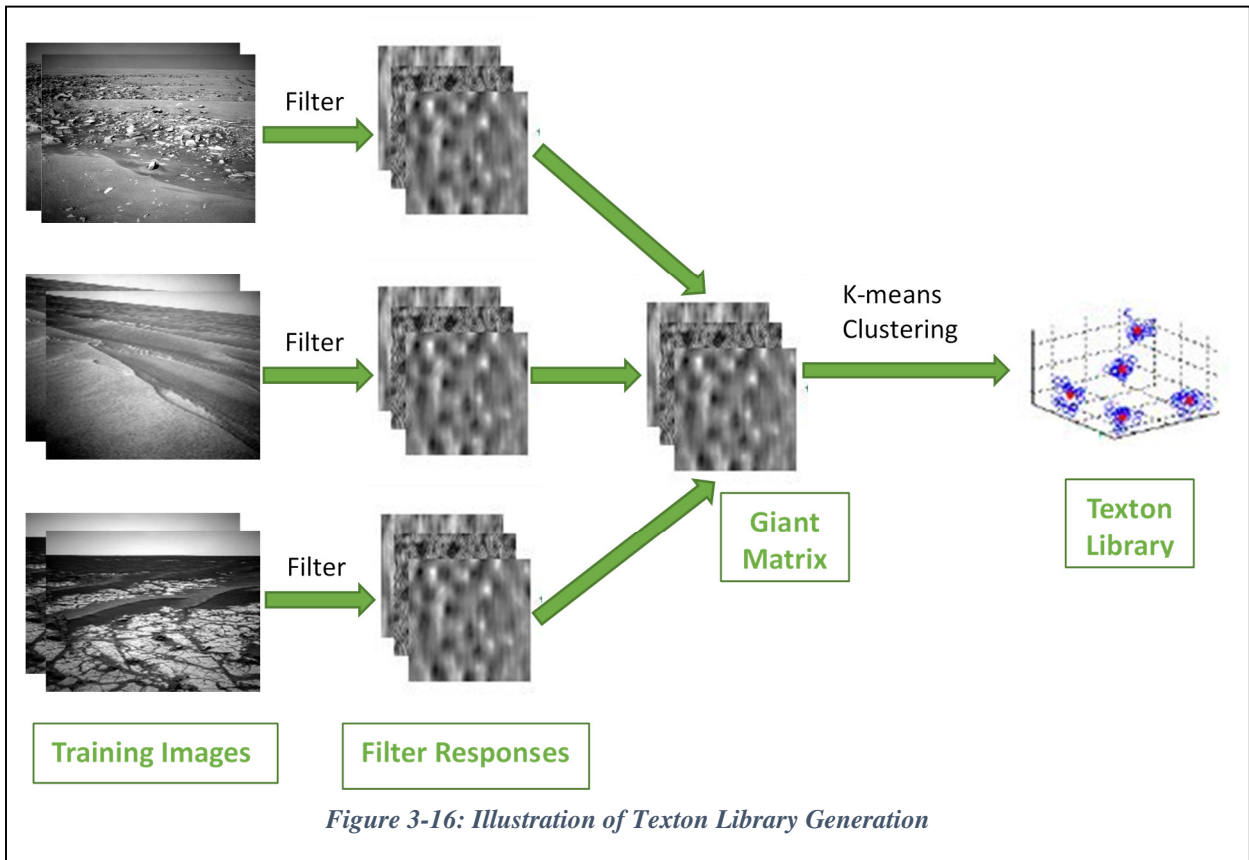 Filter
Filter
K-means
Clustering
Filter
Giant
Matrix
Texton
Library
Training Images
Filter Responses
Figure 3-16: Illustration of Texton Library Generation